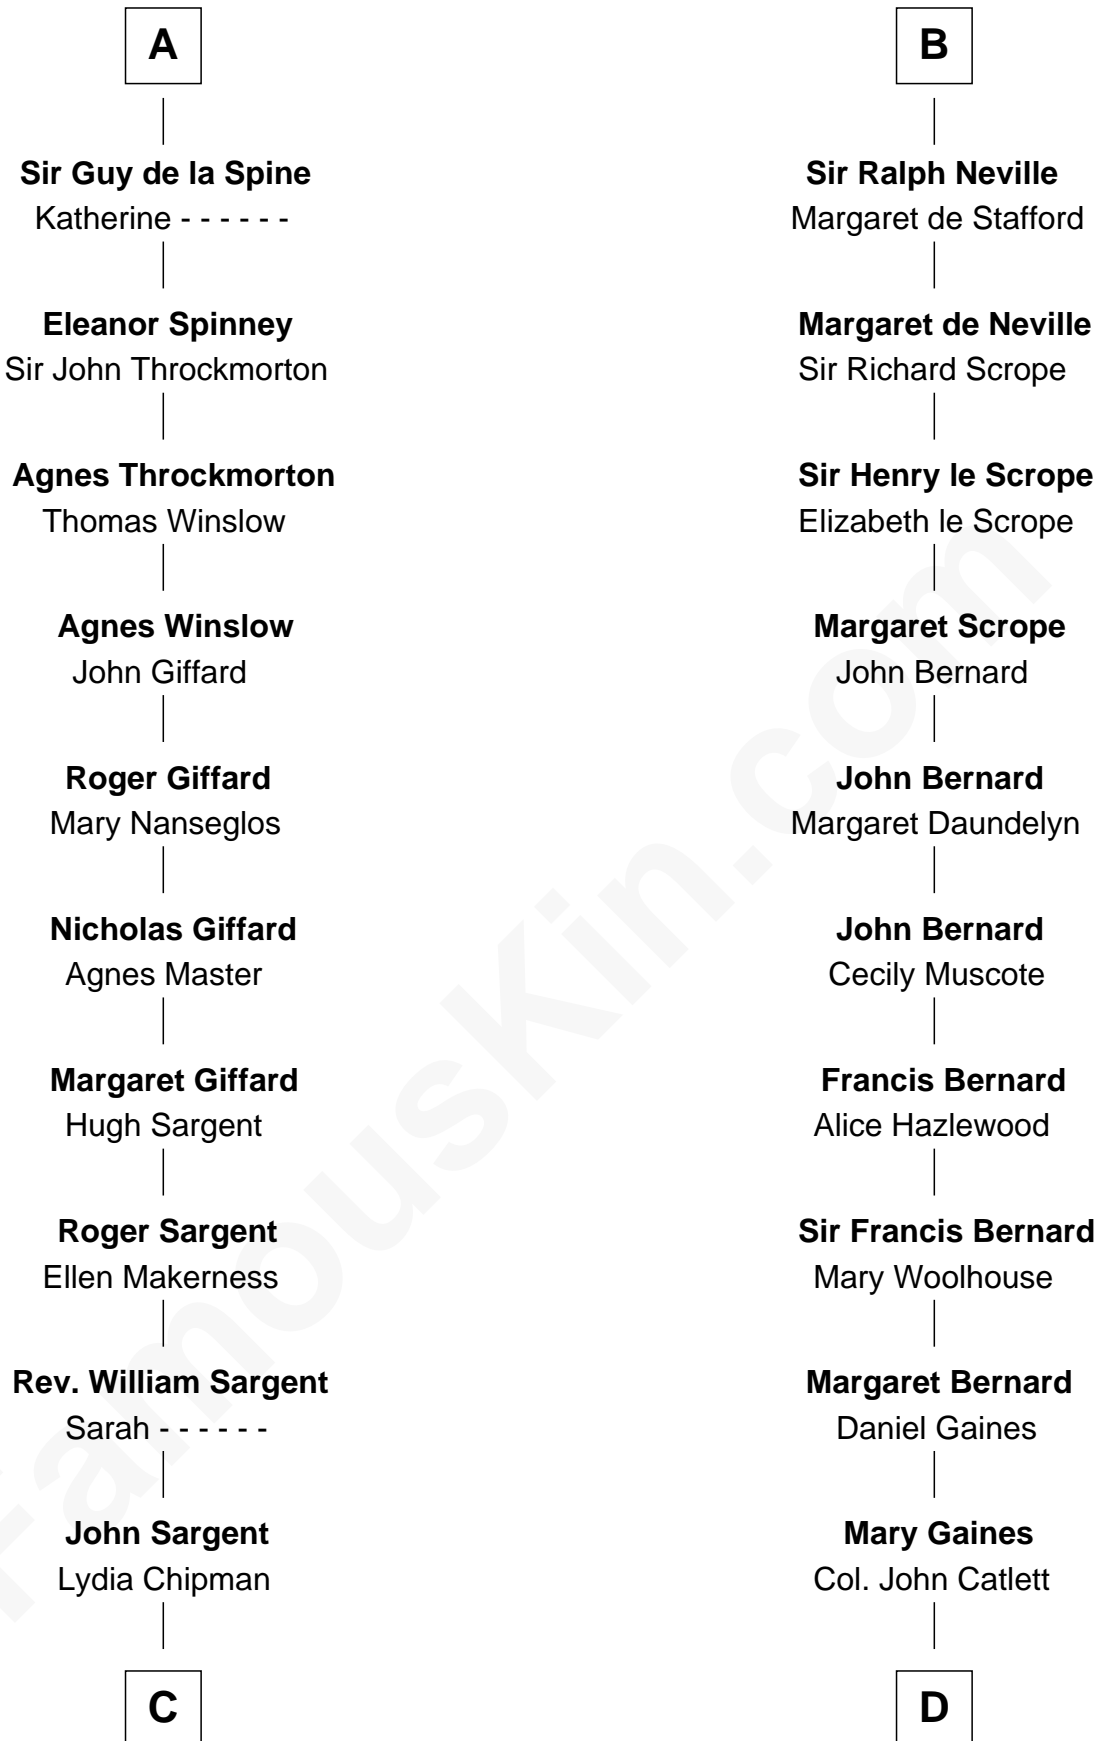 A
Sir Guy de la Spine
Katherine - - - - - -
Eleanor Spinney
Sir John Throckmorton
Agnes Throckmorton
Thomas Winslow
Agnes Winslow
John Giffard
Roger Giffard
Mary Nanseglos
Nicholas Giffard
Agnes Master
Margaret Giffard
Hugh Sargent
Roger Sargent
Ellen Makerness
Rev. William Sargent
Sarah - - - - - -
John Sargent
Lydia Chipman
C
B
Sir Ralph Neville
Margaret de Stafford
Margaret de Neville
Sir Richard Scrope
Sir Henry le Scrope
Elizabeth le Scrope
Margaret Scrope
John Bernard
John Bernard
Margaret Daundelyn
John Bernard
Cecily Muscote
Francis Bernard
Alice Hazlewood
Sir Francis Bernard
Mary Woolhouse
Margaret Bernard
Daniel Gaines
Mary Gaines
Col. John Catlett
D
FamousKin.com